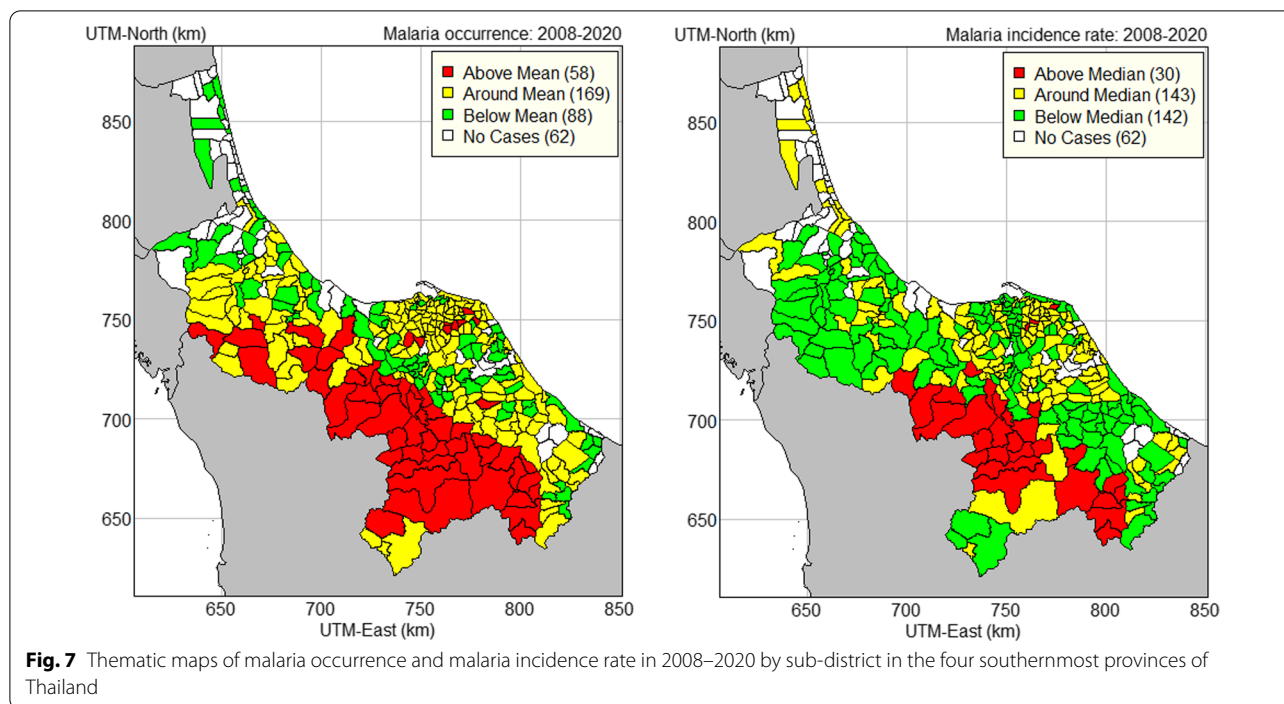 UTM-North (km)
Malaria occurrence: 2008-2020
Above Mean (58)
Around Mean (169)
Below Mean (88)
No Cases (62)
850
800
750
700
650
650
700
750
800
850
UTM-East (km)
UTM-North (km)
Malaria incidence rate: 2008-2020
Above Median (30)
Around Median (143)
Below Median (142)
No Cases (62)
850
800
750
700
650
650
700
750
800
850
UTM-East (km)
Fig. 7 Thematic maps of malaria occurrence and malaria incidence rate in 2008–2020 by sub-district in the four southernmost provinces of
Thailand